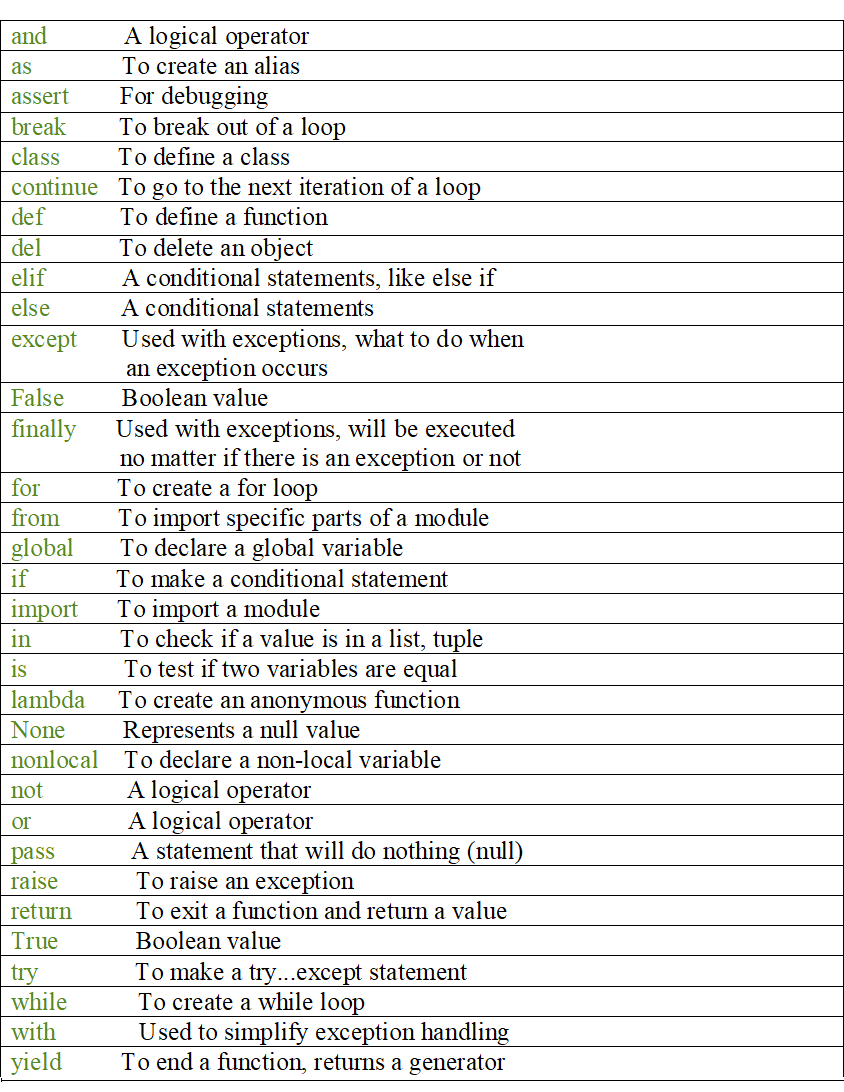 and A logical operator
as To create an alias
assert For debugging
break To break out of a loop
class To define a class
continue To go to the next iteration of a loop
def To define a function
del To delete an object
elif A conditional statements, like else if
else A conditional statements
except Used with exceptions, what to do when
an exception occurs
False Boolean value
finally Used with exceptions, will be executed
no matter if there is an exception or not
for To create a for loop
from To import specific parts of a module
global To declare a global variable
if To make a conditional statement
import To import a module
in To check if a value is in a list, tuple
is To test if two variables are equal
lambda To create an anonymous function
None Represents a null value
nonlocal To declare a non-local variable
not A logical operator
or A logical operator
pass A statement that will do nothing (null)
raise To raise an exception
return To exit a function and return a value
True Boolean value
try To make a try...except statement
while To create a while loop
with Used to simplify exception handling
yield To end a function, returns a generator